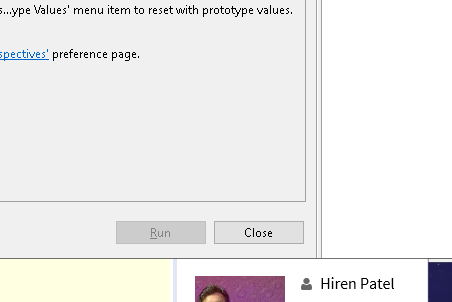 s...ype Values' menu item to reset with prototype values.
spectives' preference page.
Run
Close
Hiren Patel